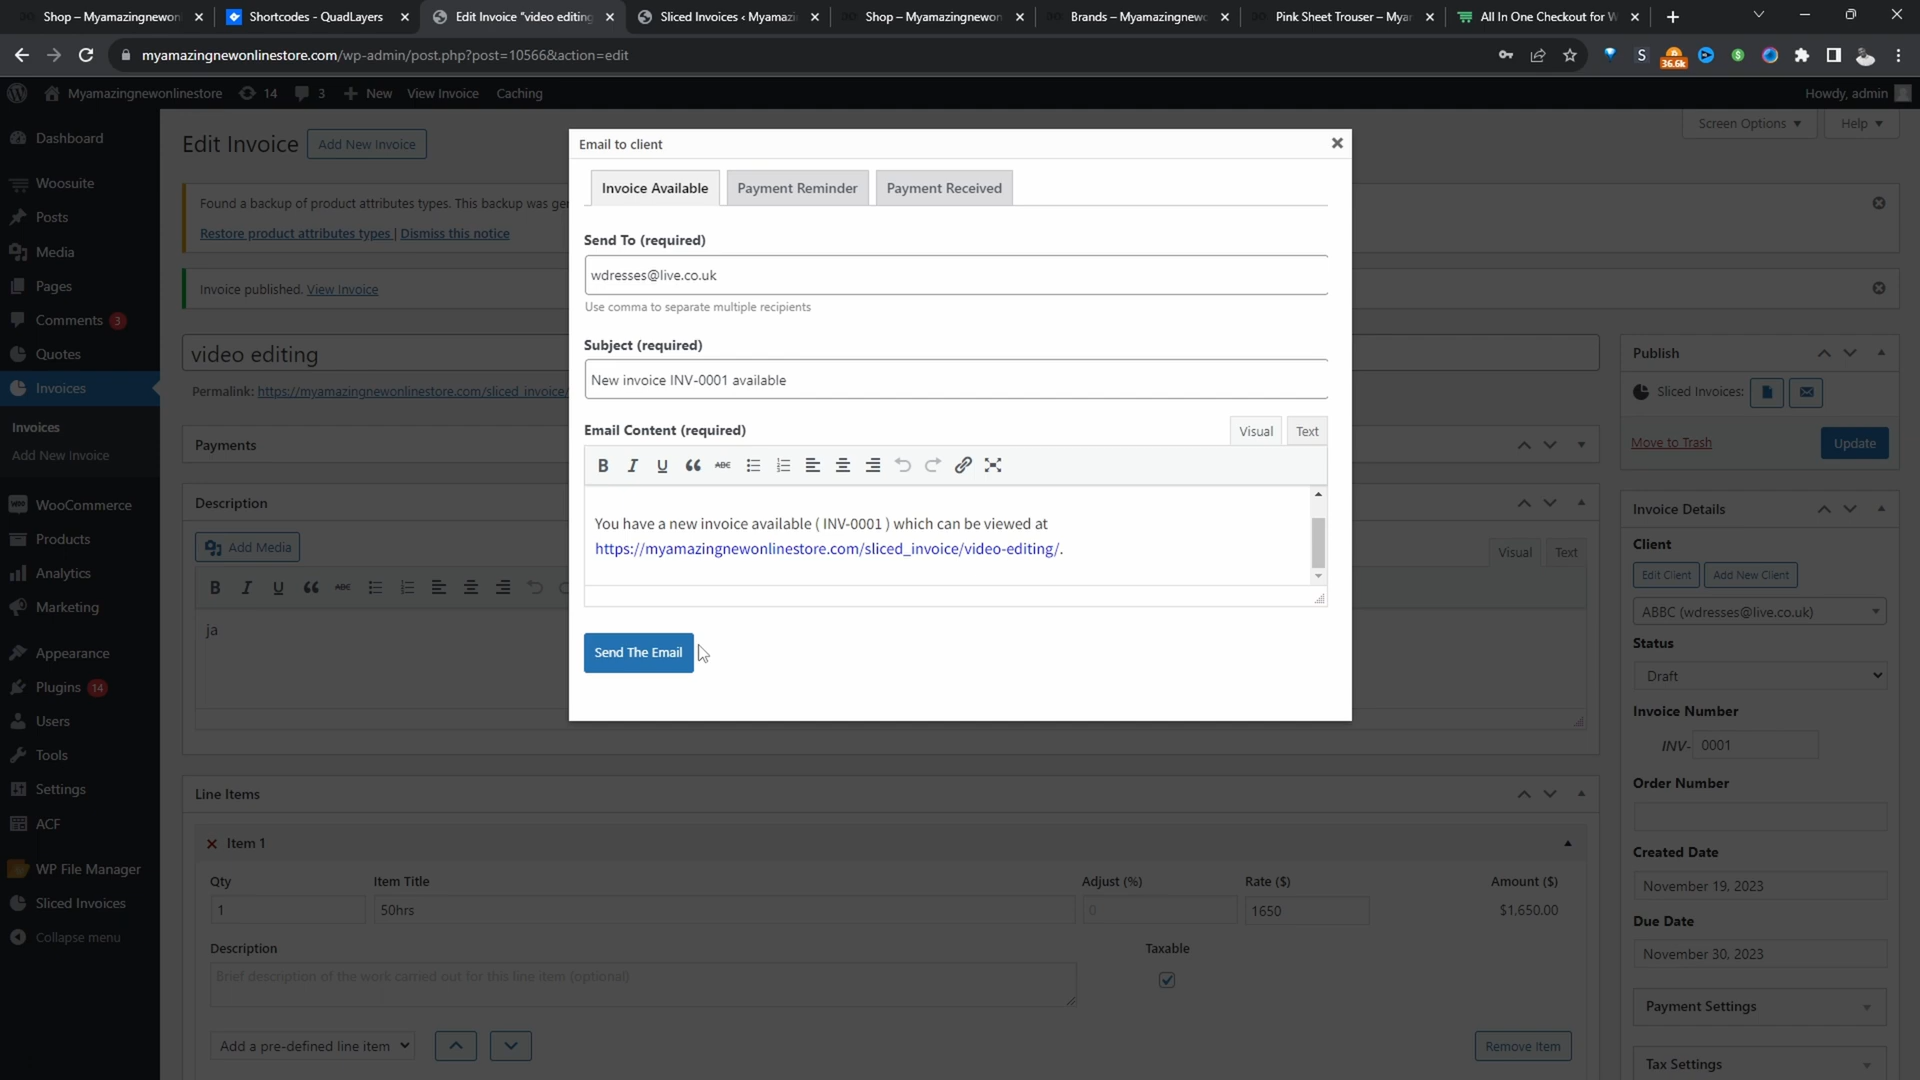 Shop – Myamazingnewon
Shortcodes - QuadLayers
Edit Invoice "video editing
Sliced Invoices ‹ Myamazi
Shop – Myamazingnewon
Brands – Myamazingnewo
Pink Sheet Trouser – Myar
All In One Checkout for W
myamazingnewonlinestore.com/wp-admin/post.php?post=10566&action=edit
36.6k
Myamazingnewonlinestore
14
3
New
View Invoice
Caching
Howdy, admin
Dashboard
Woosuite
Posts
Media
Pages
Comments 3
Quotes
Invoices
Invoices
Add New Invoice
WooCommerce
Products
Analytics
Marketing
Appearance
Plugins 14
Users
Tools
Settings
ACF
WP File Manager
Sliced Invoices
Collapse menu
Edit Invoice
Add New Invoice
Screen Options
Help
Found a backup of product attributes types. This backup was ger
Restore product attributes types | Dismiss this notice
Invoice published. View Invoice
video editing
Permalink: https://myamazingnewonlinestore.com/sliced_invoice/
Payments
Description
Add Media
Visual
Text
ja
Line Items
Item 1
Qty
Item Title
Adjust (%)
Rate ($)
Amount ($)
1
50hrs
0
1650
$1,650.00
Description
Taxable
Brief description of the work carried out for this line item (optional)
Add a pre-defined line item
Remove Item
Email to client
Invoice Available
Payment Reminder
Payment Received
Send To (required)
wdresses@live.co.uk
Use comma to separate multiple recipients
Subject (required)
New invoice INV-0001 available
Email Content (required)
Visual
Text
You have a new invoice available ( INV-0001 ) which can be viewed at
https://myamazingnewonlinestore.com/sliced_invoice/video-editing/.
Send The Email
Publish
Sliced Invoices:
Move to Trash
Update
Invoice Details
Client
Edit Client
Add New Client
ABBC (wdresses@live.co.uk)
Status
Draft
Invoice Number
INV-
0001
Order Number
Created Date
November 19, 2023
Due Date
November 30, 2023
Payment Settings
Tax Settings